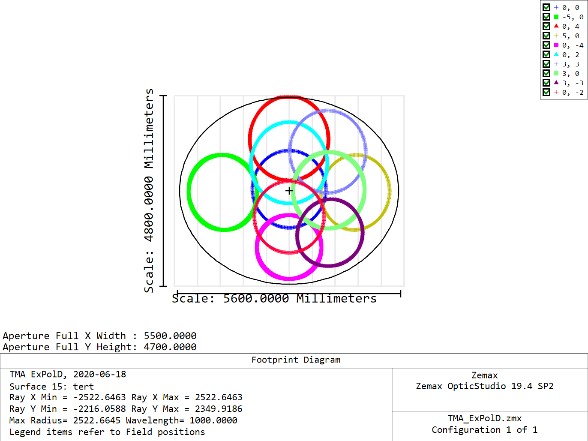 0, 0
-5, 0
0, 4
5, 0
0, -4
0, 2
3, 3
3, 0
3, -3
0, -2
Scale: 4800.0000 Millimeters
Scale: 5600.0000 Millimeters
Aperture Full X Width : 5500.0000
Aperture Full Y Height: 4700.0000
Footprint Diagram
TMA ExPolD, 2020-06-18
Surface 15: tert
Ray X Min = -2522.6463 Ray X Max = 2522.6463
Ray Y Min = -2216.0588 Ray Y Max = 2349.9186
Max Radius= 2522.6645 Wavelength= 1000.0000
Legend items refer to Field positions
Zemax
Zemax OpticStudio 19.4 SP2
TMA_ExPolD.zmx
Configuration 1 of 1